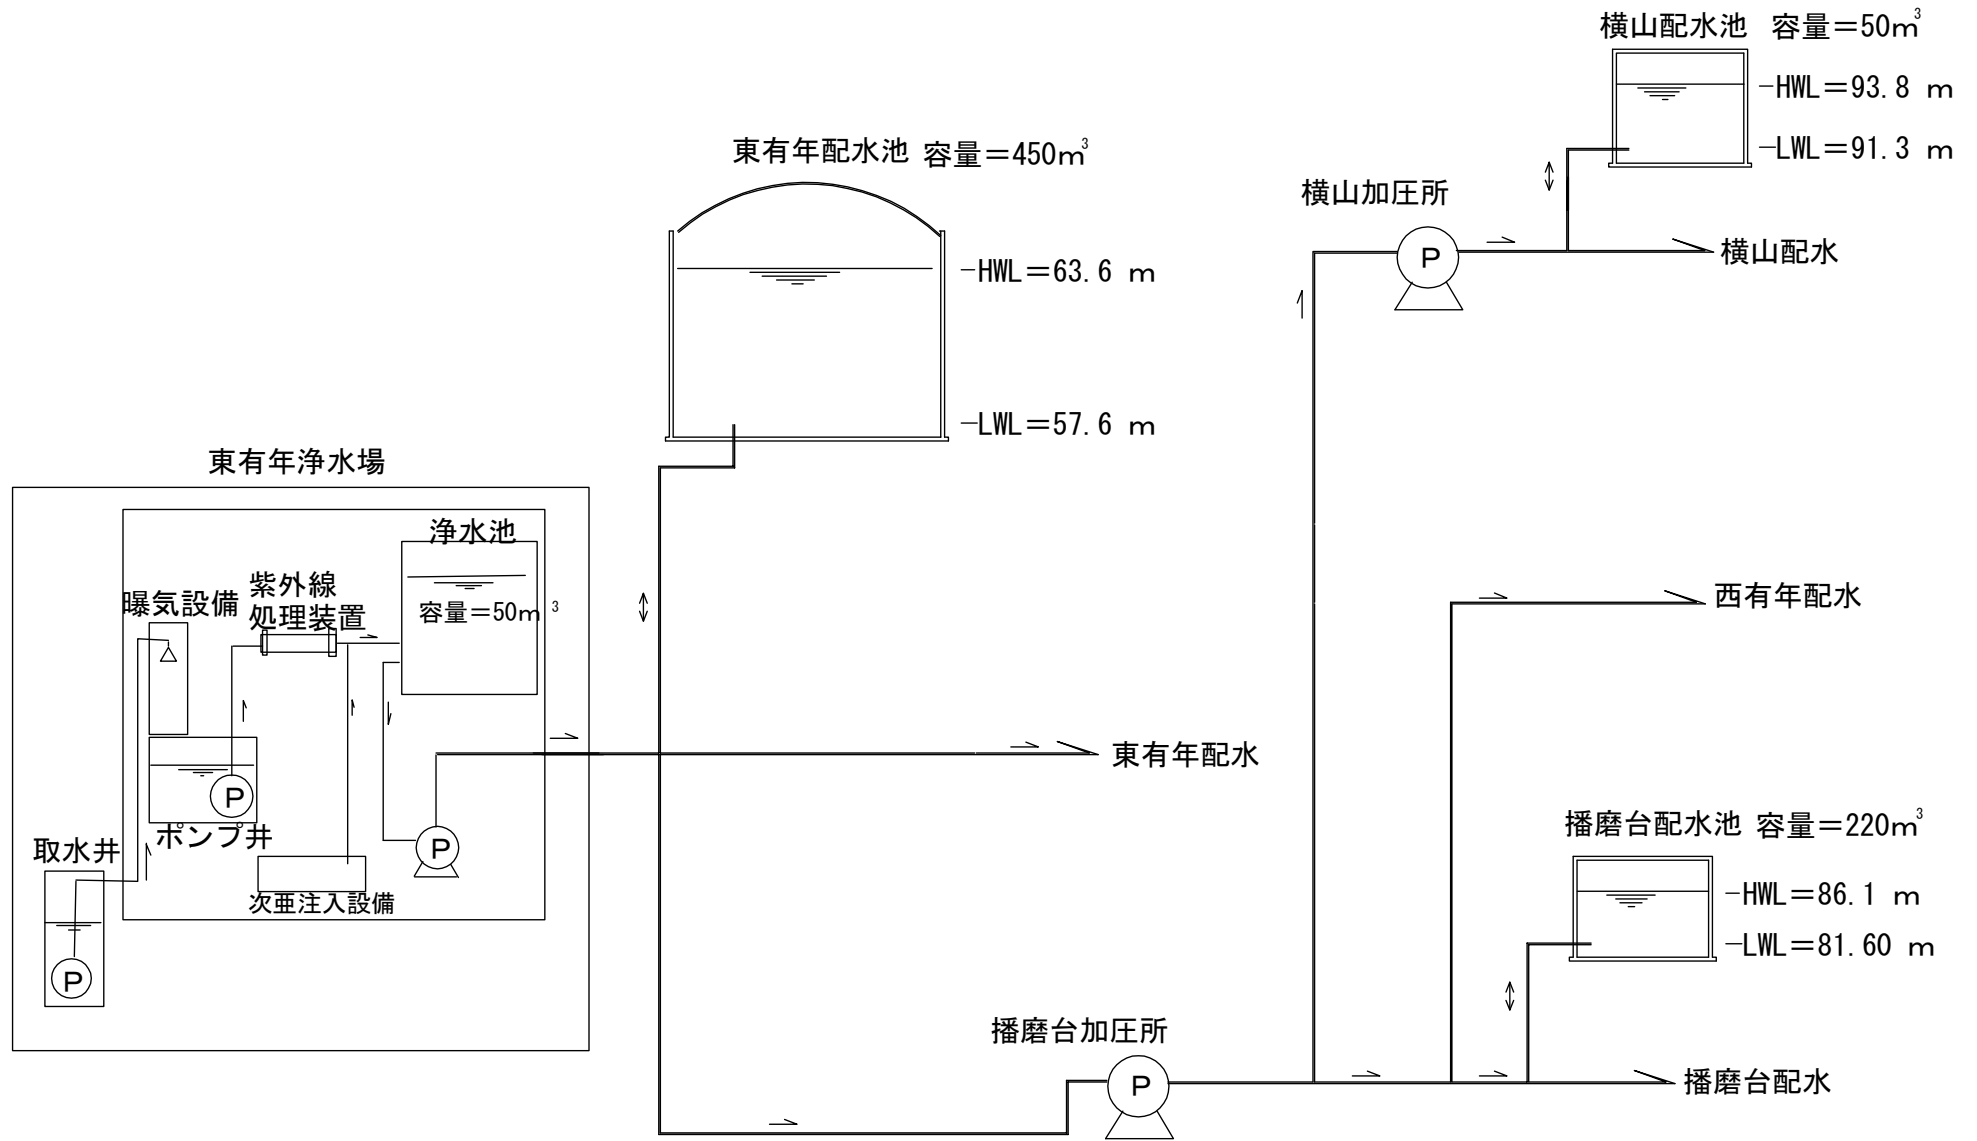 横山配水池 容量=50m³
-HWL=93.8 m
-LWL=91.3 m
東有年配水池 容量=450m³
-HWL=63.6 m
-LWL=57.6 m
横山加圧所
P
横山配水
東有年浄水場
浄水池
容量=50m³
曝気設備
紫外線
処理装置
P
ポンプ井
取水井
P
次亜注入設備
P
東有年配水
西有年配水
播磨台配水池 容量=220m³
-HWL=86.1 m
-LWL=81.60 m
播磨台加圧所
P
播磨台配水